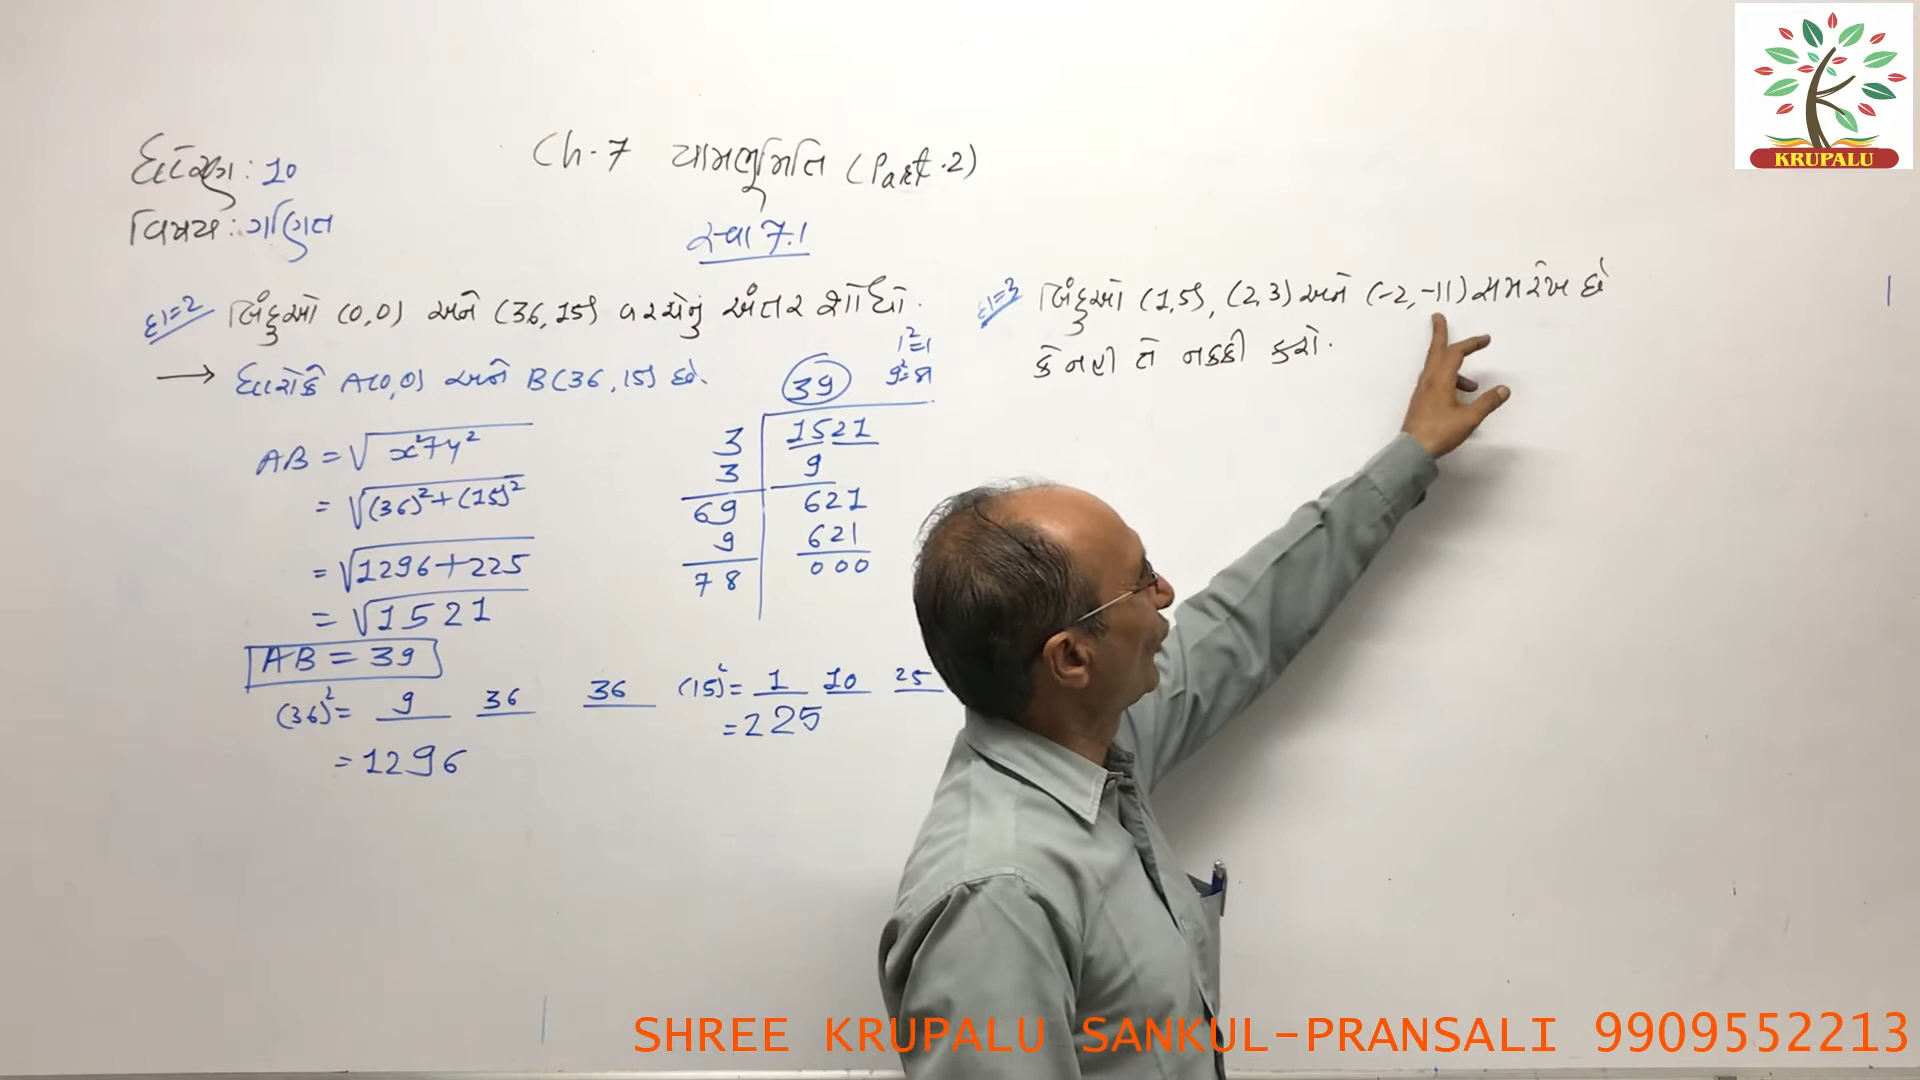 ધોરણ : 10
વિષય : ગણિત
Ch-7 યામભૂમિતિ (Part-2)
સ્વા 7.1
દા=2 બિંદુઓ (0,0) અને (36,15) વચ્ચેનું અંતર શોધો.
→ ધારોકે A(0,0) અને B(36,15) છે.
AB = √x²+y²
= √(36)²+(15)²
= √1296+225
= √1521
AB = 39
(36)² = 9 36 36
= 1296
1²=1
9²=81
39
3 1521
3 9
69 621
9 621
78 000
(15)² = 1 10 25
= 225
દા=3 બિંદુઓ (1,5), (2,3) અને (-2,-11) સમરેખ છે
કે નહી તે નક્કી કરો.
KRUPALU
SHREE KRUPALU SANKUL-PRANSALI 9909552213